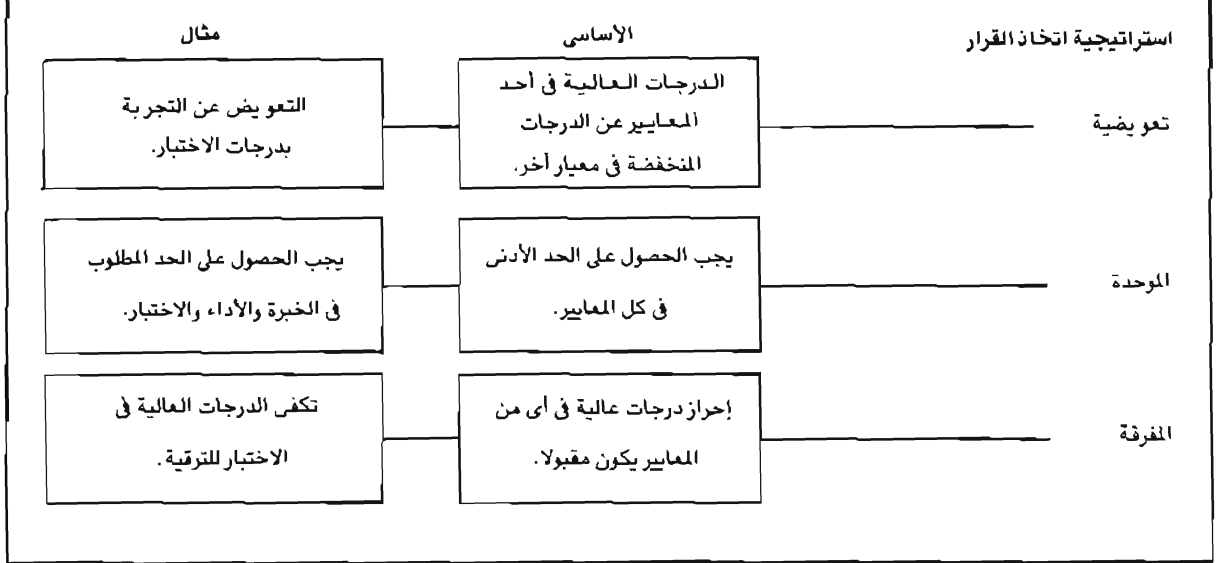 استراتيجية اتخاذ القرار
الأساسى
مثال
تعويضية
الدرجات العالية فى أحد
المعايير عن الدرجات
المنخفضة فى معيار أخر.
التعويض عن التجربة
بدرجات الاختبار.
الموحدة
يجب الحصول على الحد الأدنى
فى كل المعايير.
يجب الحصول على الحد المطلوب
فى الخبرة والأداء والاختبار.
المفرقة
إحراز درجات عالية فى أى من
المعايير يكون مقبولا.
تكفى الدرجات العالية فى
الاختبار للترقية.